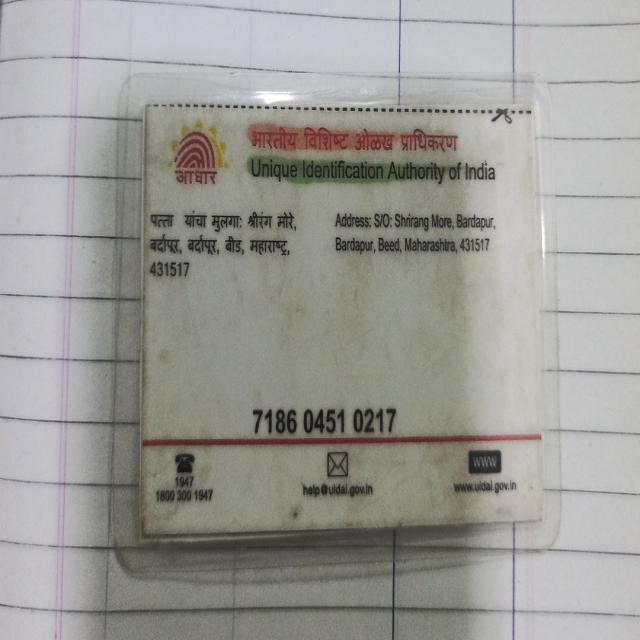 आधार
भारतीय विशिष्ट ओळख प्राधिकरण
Unique Identification Authority of India
पत्ता यांचा मुलगा: श्रीरंग मोरे,
बर्दापूर, बर्दापूर, बीड, महाराष्ट्र,
431517
Address: S/O: Shrirang More, Bardapur,
Bardapur, Beed, Maharashtra, 431517
7186 0451 0217
1947
1800 300 1947
help@uidai.gov.in
WWW
www.uidai.gov.in